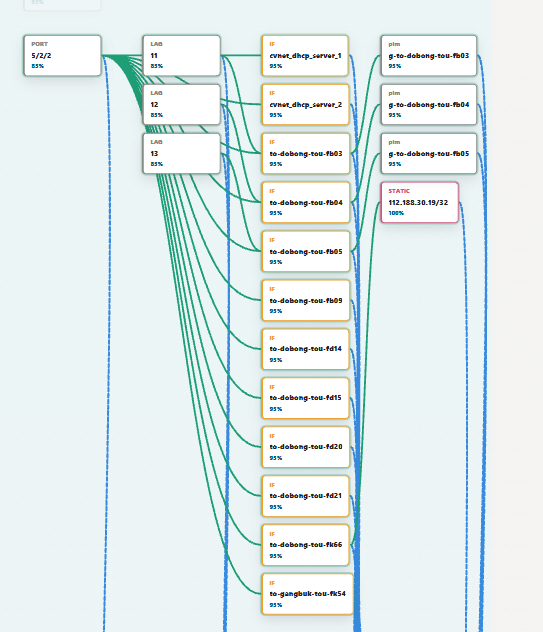 PORT
5/2/2
85%
LAB
11
85%
LAB
12
85%
LAB
13
85%
IF
cvnet_dhcp_server_1
95%
IF
cvnet_dhcp_server_2
95%
IF
to-dobong-tou-fb03
95%
IF
to-dobong-tou-fb04
95%
IF
to-dobong-tou-fb05
95%
IF
to-dobong-tou-fb09
95%
IF
to-dobong-tou-fd14
95%
IF
to-dobong-tou-fd15
95%
IF
to-dobong-tou-fd20
95%
IF
to-dobong-tou-fd21
95%
IF
to-dobong-tou-fk66
95%
IF
to-gangbuk-tou-fk54
95%
pim
g-to-dobong-tou-fb03
95%
pim
g-to-dobong-tou-fb04
95%
pim
g-to-dobong-tou-fb05
95%
STATIC
112.188.30.19/32
100%